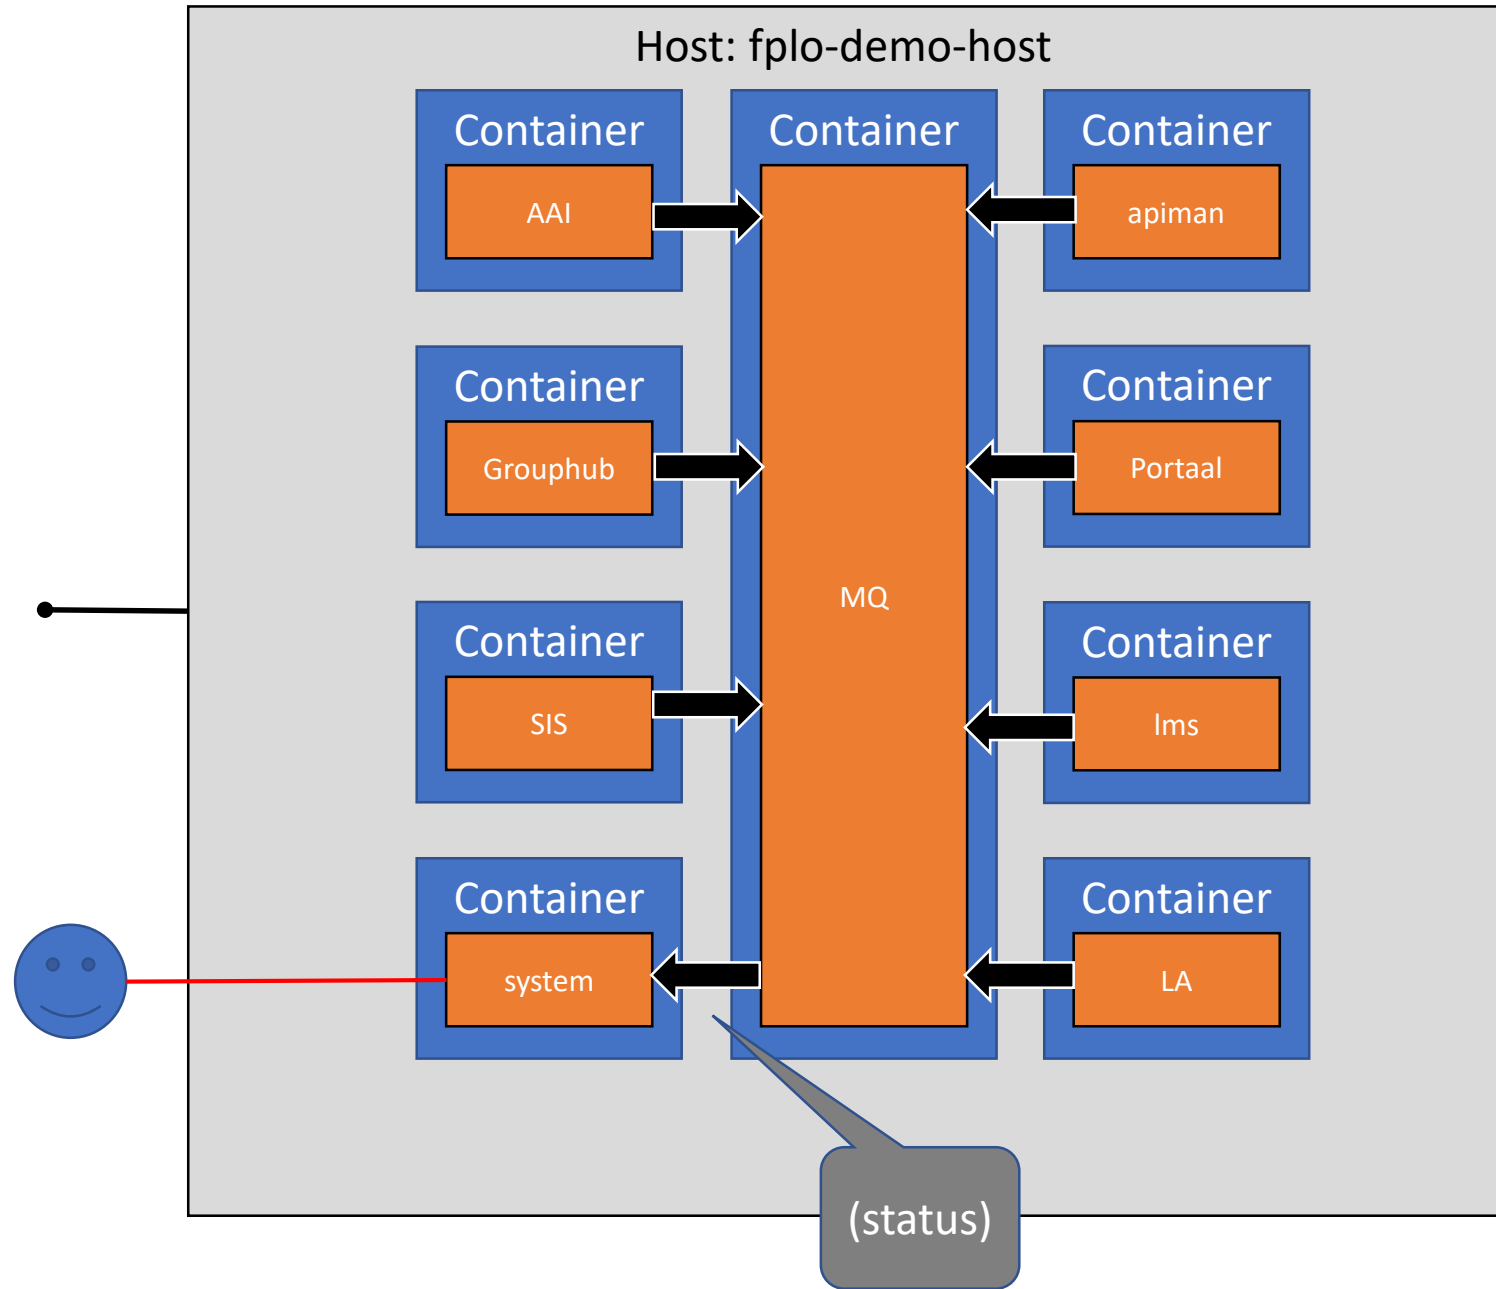 Host: fplo-demo-host
Container
AAI
Container
MQ
Container
apiman
Container
Grouphub
Container
Portaal
Container
SIS
Container
lms
Container
system
Container
LA
(status)